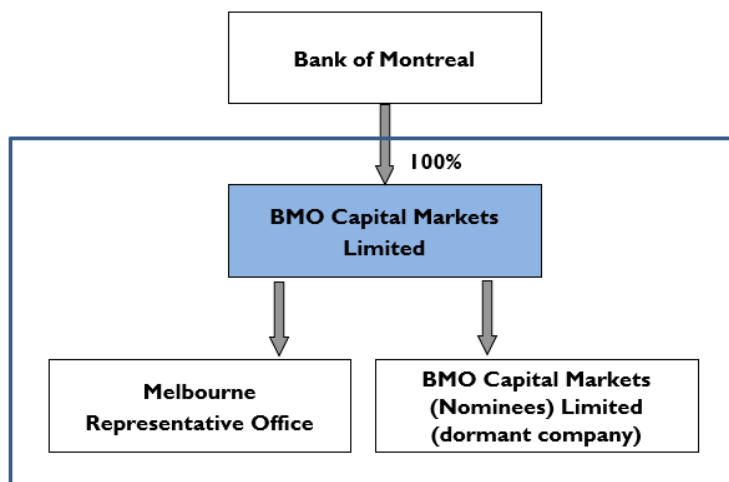 Bank of Montreal
100%
BMO Capital Markets
Limited
Melbourne
Representative Office
BMO Capital Markets
(Nominees) Limited
(dormant company)